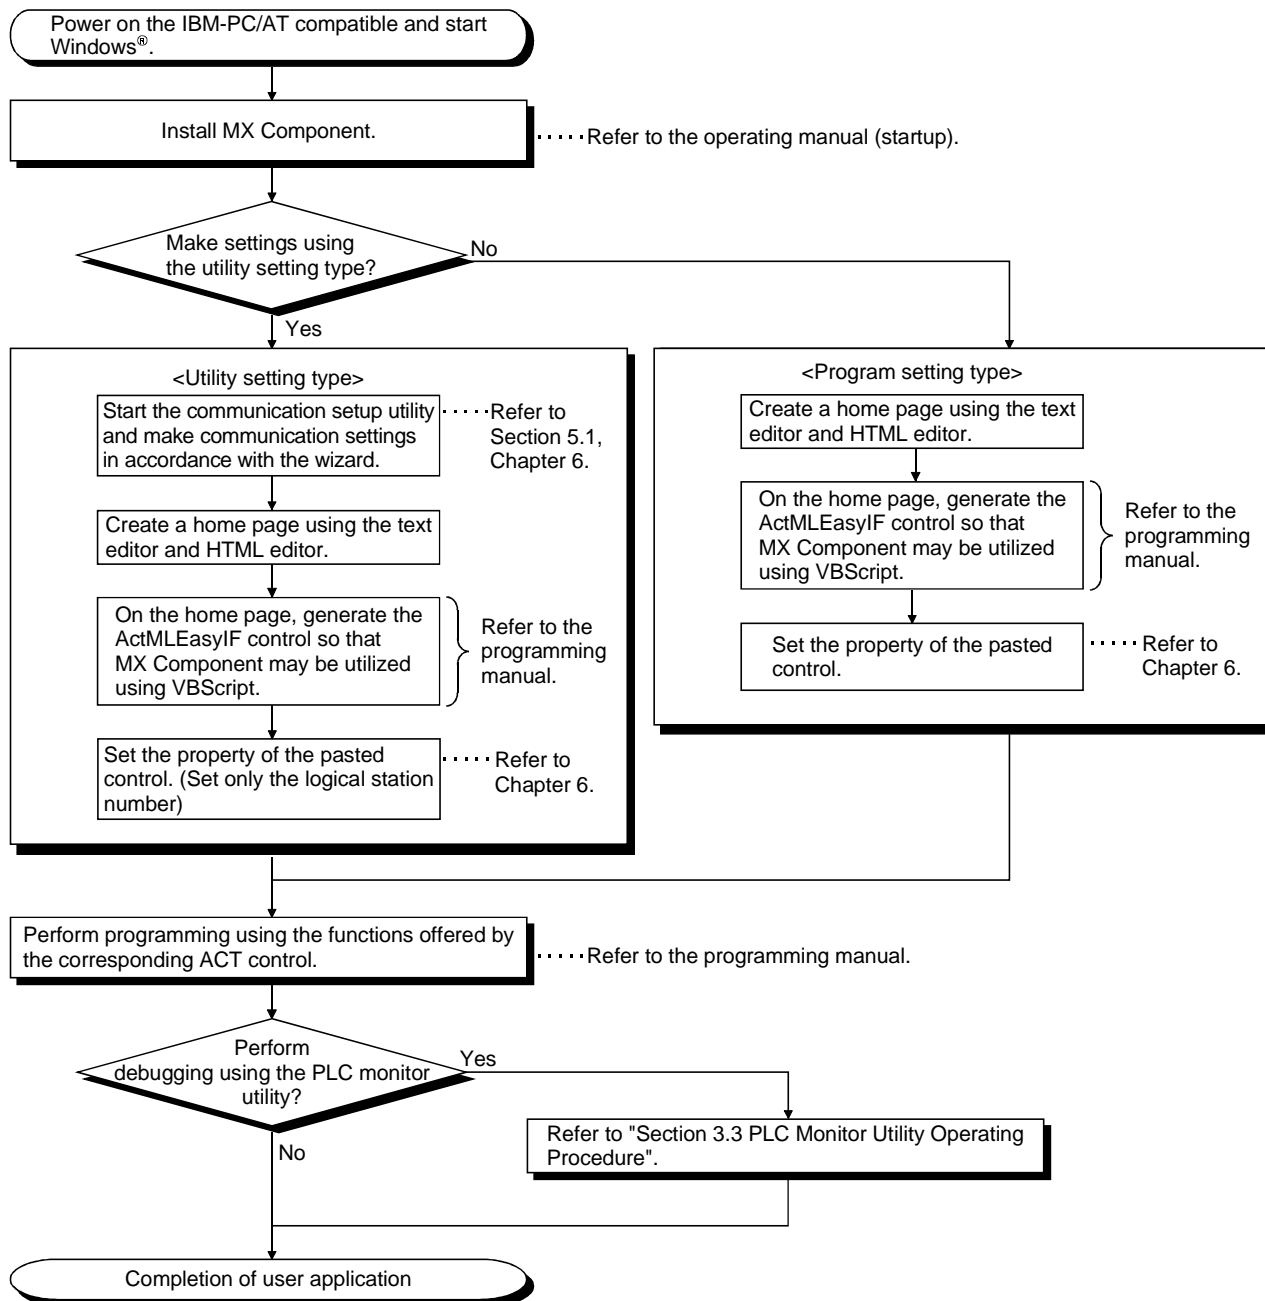 Power on the IBM-PC/AT compatible and start
Windows®.
Install MX Component.
Refer to the operating manual (startup).
Make settings using
the utility setting type?
No
Yes
<Utility setting type>
Start the communication setup utility
and make communication settings
in accordance with the wizard.
Refer to
Section 5.1,
Chapter 6.
Create a home page using the text
editor and HTML editor.
On the home page, generate the
ActMLEasyIF control so that
MX Component may be utilized
using VBScript.
Refer to the
programming
manual.
Set the property of the pasted
control. (Set only the logical station
number)
Refer to
Chapter 6.
<Program setting type>
Create a home page using the text
editor and HTML editor.
On the home page, generate the
ActMLEasyIF control so that
MX Component may be utilized
using VBScript.
Refer to the
programming
manual.
Set the property of the pasted
control.
Refer to
Chapter 6.
Perform programming using the functions offered by
the corresponding ACT control.
Refer to the programming manual.
Perform
debugging using the PLC monitor
utility?
Yes
No
Refer to "Section 3.3 PLC Monitor Utility Operating
Procedure".
Completion of user application